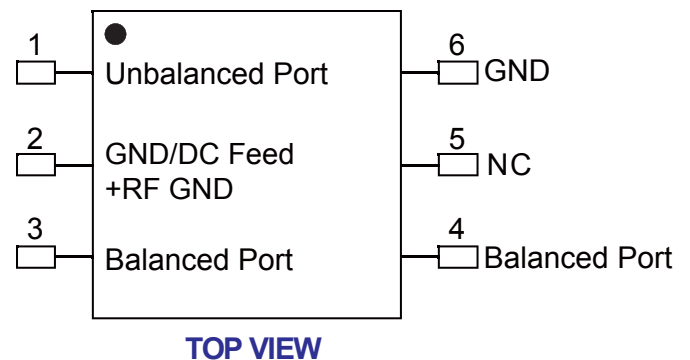 1
Unbalanced Port
6
GND
2
GND/DC Feed
+RF GND
5
NC
3
Balanced Port
4
Balanced Port
TOP VIEW